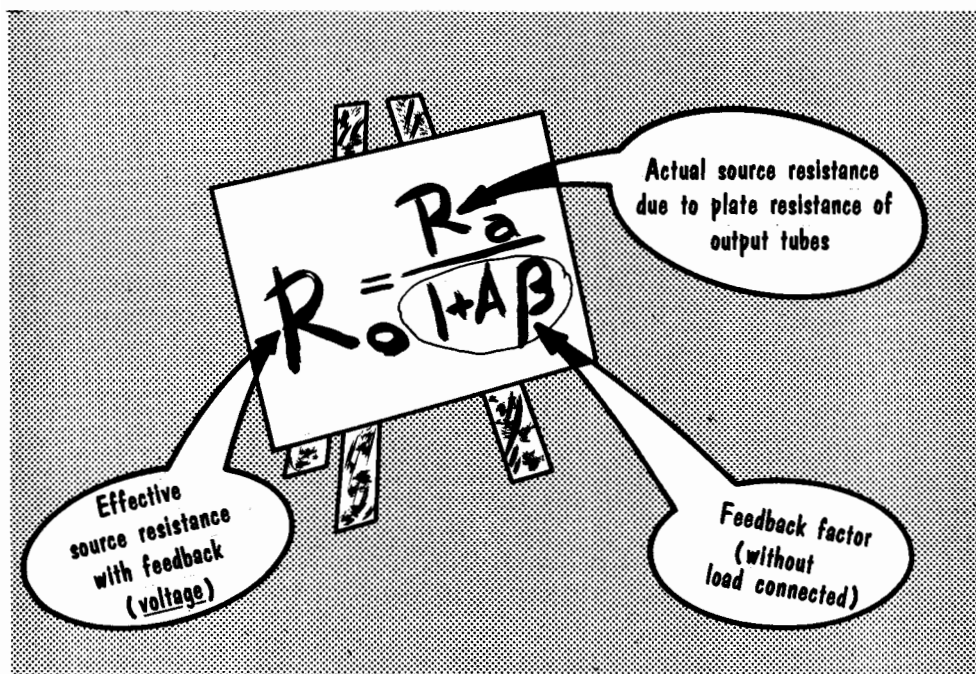 Actual source resistance
due to plate resistance of
output tubes
Ra
R₀ =
1+Aβ
Effective
source resistance
with feedback
(voltage)
Feedback factor
(without
load connected)